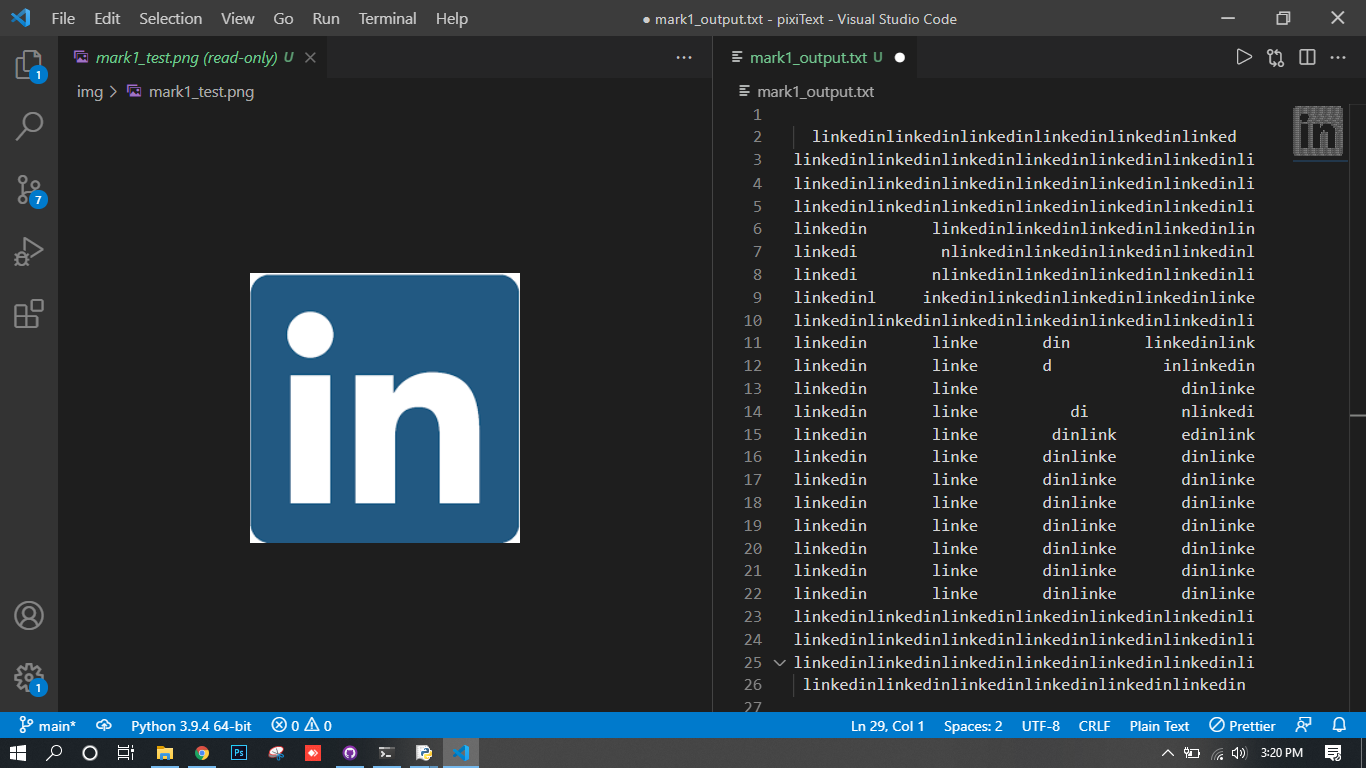 File Edit Selection View Go Run Terminal Help
● mark1_output.txt - pixiText - Visual Studio Code
mark1_test.png (read-only) U
mark1_output.txt U
img > mark1_test.png
mark1_output.txt
1
7
1
in
1
2   linkedinlinkedinlinkedinlinkedinlinkedinlinked
3 linkedinlinkedinlinkedinlinkedinlinkedinlinkedinli
4 linkedinlinkedinlinkedinlinkedinlinkedinlinkedinli
5 linkedinlinkedinlinkedinlinkedinlinkedinlinkedinli
6 linkedin       linkedinlinkedinlinkedinlinkedinlin
7 linkedi         nlinkedinlinkedinlinkedinlinkedinl
8 linkedi        nlinkedinlinkedinlinkedinlinkedinli
9 linkedinl     inkedinlinkedinlinkedinlinkedinlinke
10 linkedinlinkedinlinkedinlinkedinlinkedinlinkedinli
11 linkedin       linke       din        linkedinlink
12 linkedin       linke       d            inlinkedin
13 linkedin       linke                      dinlinke
14 linkedin       linke          di          nlinkedi
15 linkedin       linke        dinlink       edinlink
16 linkedin       linke       dinlinke       dinlinke
17 linkedin       linke       dinlinke       dinlinke
18 linkedin       linke       dinlinke       dinlinke
19 linkedin       linke       dinlinke       dinlinke
20 linkedin       linke       dinlinke       dinlinke
21 linkedin       linke       dinlinke       dinlinke
22 linkedin       linke       dinlinke       dinlinke
23 linkedinlinkedinlinkedinlinkedinlinkedinlinkedinli
24 linkedinlinkedinlinkedinlinkedinlinkedinlinkedinli
25 linkedinlinkedinlinkedinlinkedinlinkedinlinkedinli
26  linkedinlinkedinlinkedinlinkedinlinkedinlinkedin
27
main* Python 3.9.4 64-bit 0 0 Ln 29, Col 1 Spaces: 2 UTF-8 CRLF Plain Text Prettier
Ps 3:20 PM